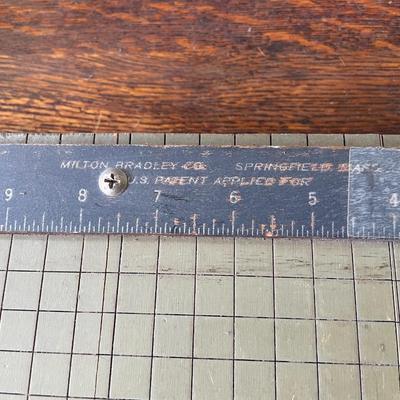 MILTON BRADLEY CO. SPRINGFIELD, MASS.
U.S. PATENT APPLIED FOR
9 8 7 6 5 4